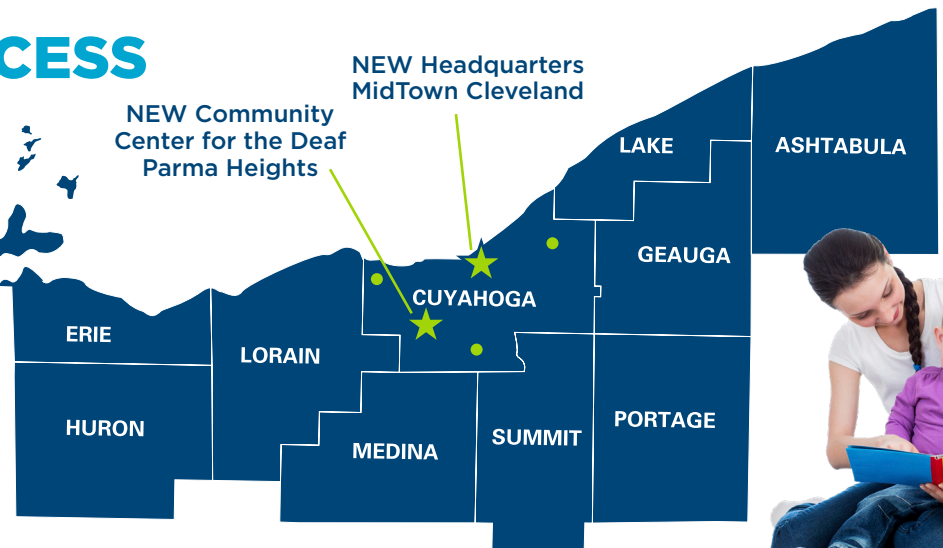 CESS
NEW Headquarters
MidTown Cleveland
NEW Community
Center for the Deaf
Parma Heights
LAKE
ASHTABULA
GEAUGA
CUYAHOGA
ERIE
LORAIN
HURON
MEDINA
SUMMIT
PORTAGE